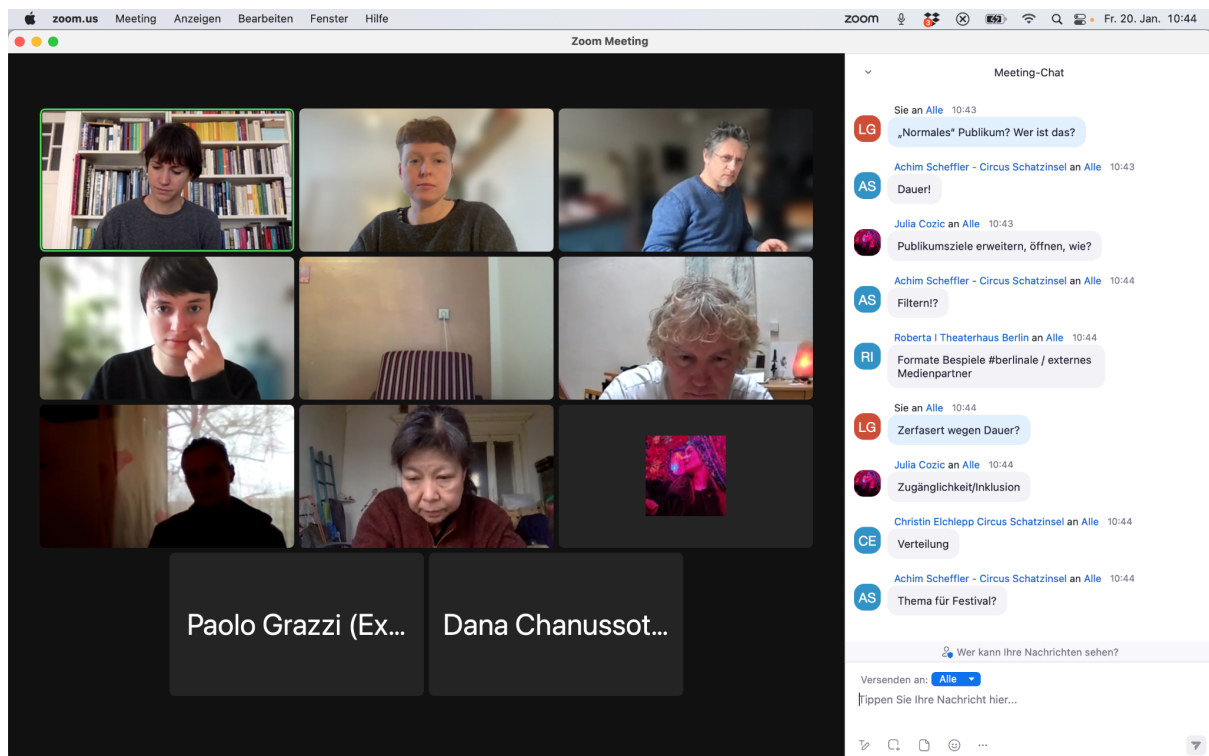 zoom.us Meeting Anzeigen Bearbeiten Fenster Hilfe
zoom 3 Fr. 20. Jan. 10:44
Zoom Meeting
Paolo Grazzi (Ex...
Dana Chanussot...
Meeting-Chat
Sie an Alle 10:43
LG
„Normales“ Publikum? Wer ist das?
Achim Scheffler - Circus Schatzinsel an Alle 10:43
AS
Dauer!
Julia Cozic an Alle 10:43
Publikumsziele erweitern, öffnen, wie?
Achim Scheffler - Circus Schatzinsel an Alle 10:44
AS
Filtern!?
Roberta I Theaterhaus Berlin an Alle 10:44
RI
Formate Bespiele #berlinale / externes
Medienpartner
Sie an Alle 10:44
LG
Zerfasert wegen Dauer?
Julia Cozic an Alle 10:44
Zugänglichkeit/Inklusion
Christin Elchlepp Circus Schatzinsel an Alle 10:44
CE
Verteilung
Achim Scheffler - Circus Schatzinsel an Alle 10:44
AS
Thema für Festival?
Wer kann Ihre Nachrichten sehen?
Versenden an: Alle
Tippen Sie Ihre Nachricht hier...